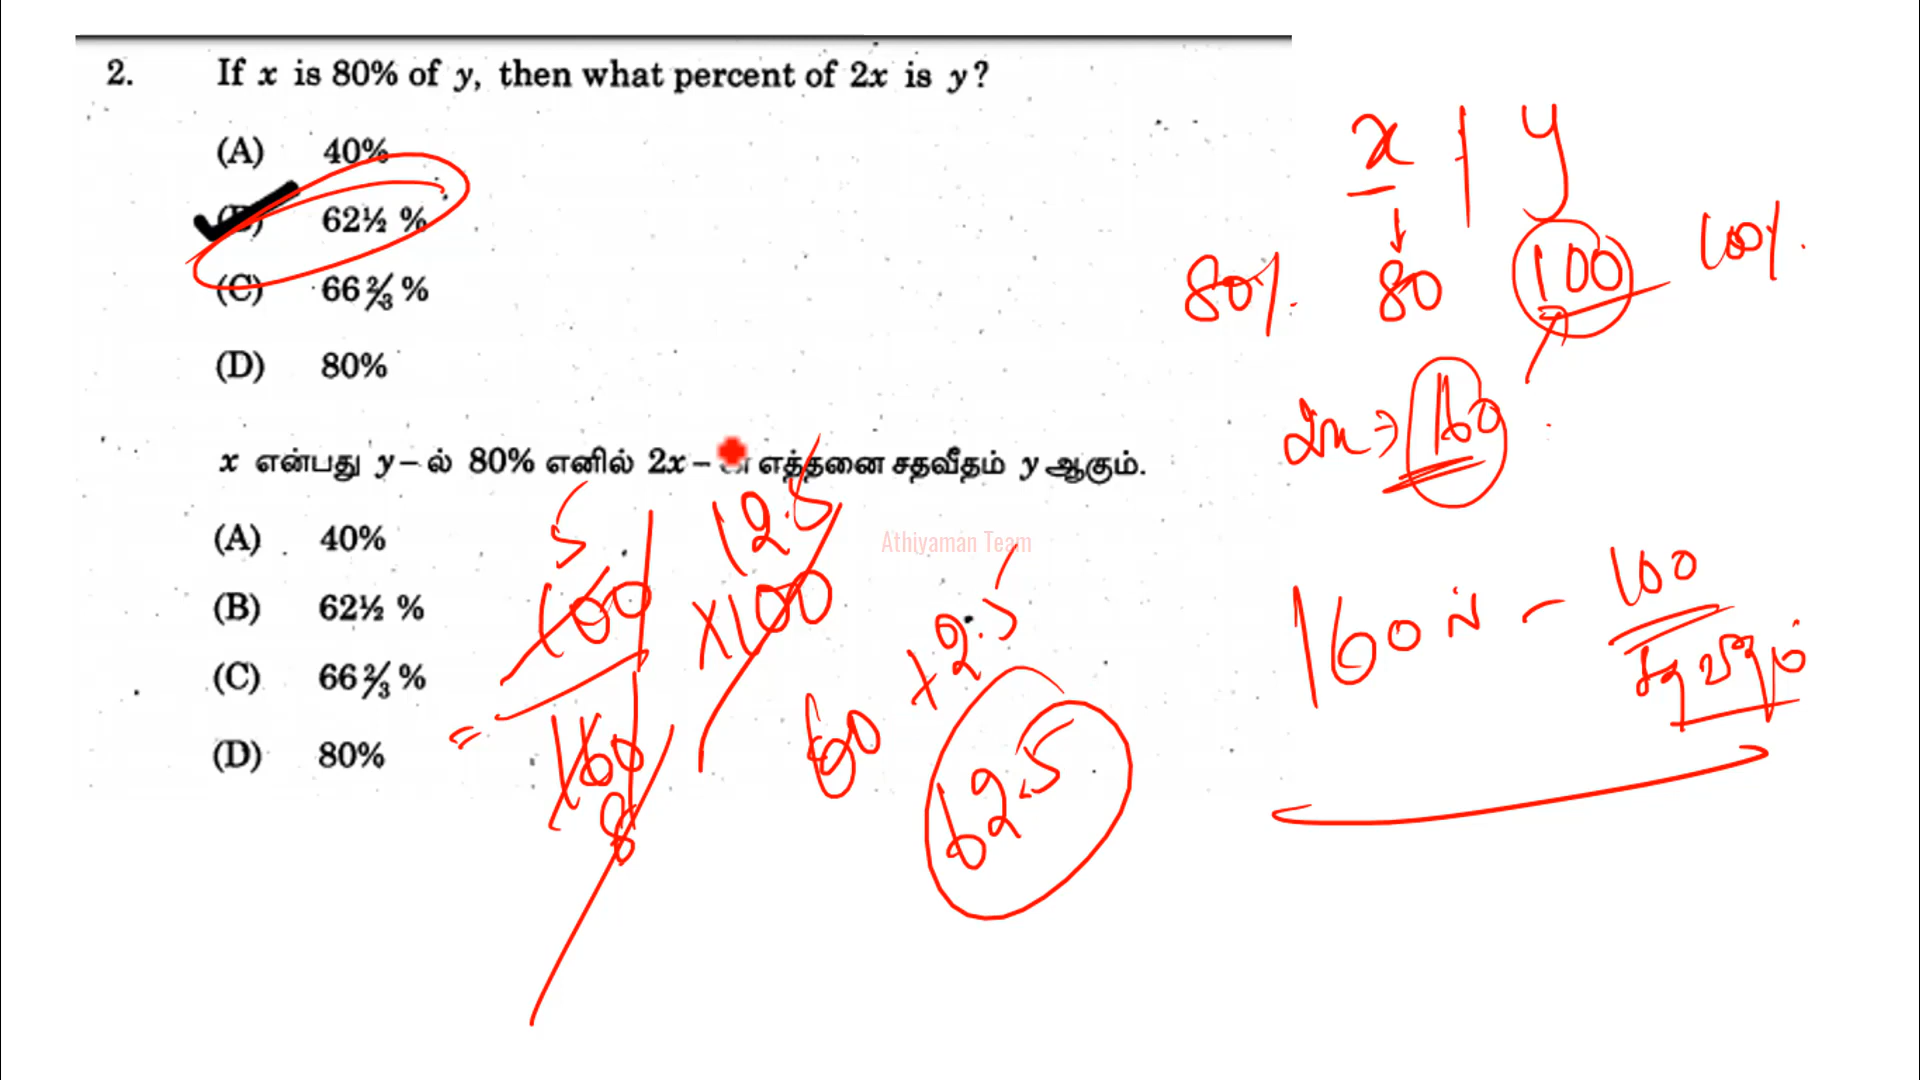 2. If x is 80% of y, then what percent of 2x is y?
(A) 40%
(B) 62½ %
(C) 66⅔ %
(D) 80%
x என்பது y – ல் 80% எனில் 2x – எத்தனை சதவீதம் y ஆகும்.
(A) 40%
(B) 62½ %
(C) 66⅔ %
(D) 80%
Athiyaman Team
x | y
80% 80 100 100%
2x ⇒ 160
160 ன் – 100
5 12.5
100 ×100
= 160
8
60 +2.5
62.5